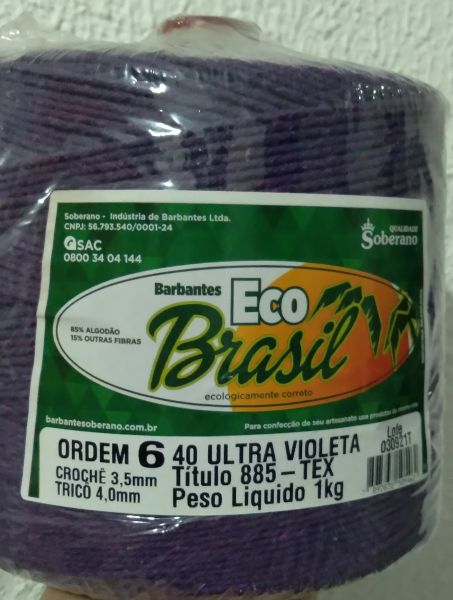 Soberano - Indústria de Barbantes Ltda.
CNPJ: 56.793.540/0001-24
SAC
0800 34 04 144
QUALIDADE
Soberano
Barbantes
ECO
Brasil
ecologicamente correto
85% ALGODÃO
15% OUTRAS FIBRAS
barbantesoberano.com.br
Para confecção de seu artesanato use produtos de
ORDEM 6
CROCHÊ 3,5mm
TRICÔ 4,0mm
40 ULTRA VIOLETA
Título 885-TEX
Peso Liquido 1kg
Lote
030921T